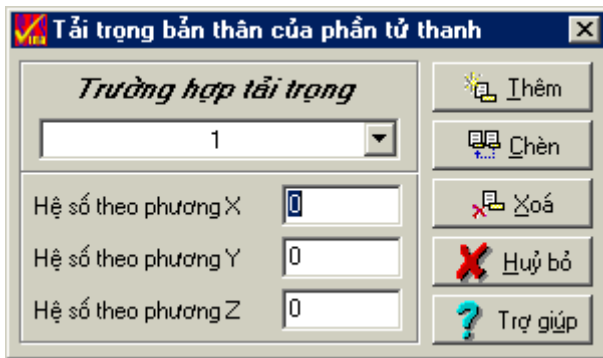 Tải trọng bản thân của phần tử thanh
Trường hợp tải trọng
1
Hệ số theo phương X 0
Hệ số theo phương Y 0
Hệ số theo phương Z 0
Thêm
Chèn
Xoá
Huỷ bỏ
Trợ giúp